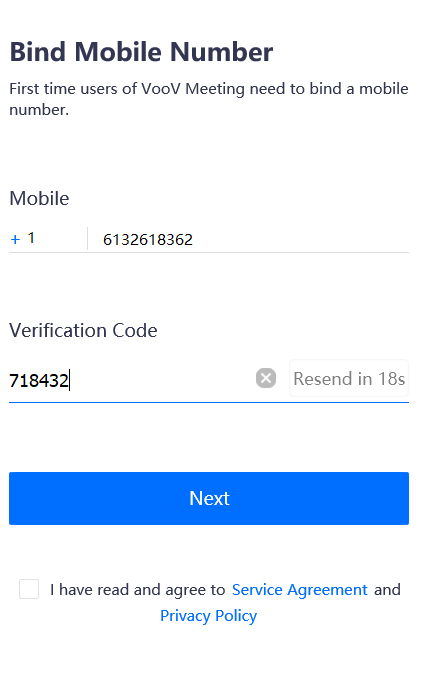 Bind Mobile Number
First time users of VooV Meeting need to bind a mobile
number.
Mobile
+ 1 6132618362
Verification Code
718432 Resend in 18s
Next
I have read and agree to Service Agreement and
Privacy Policy